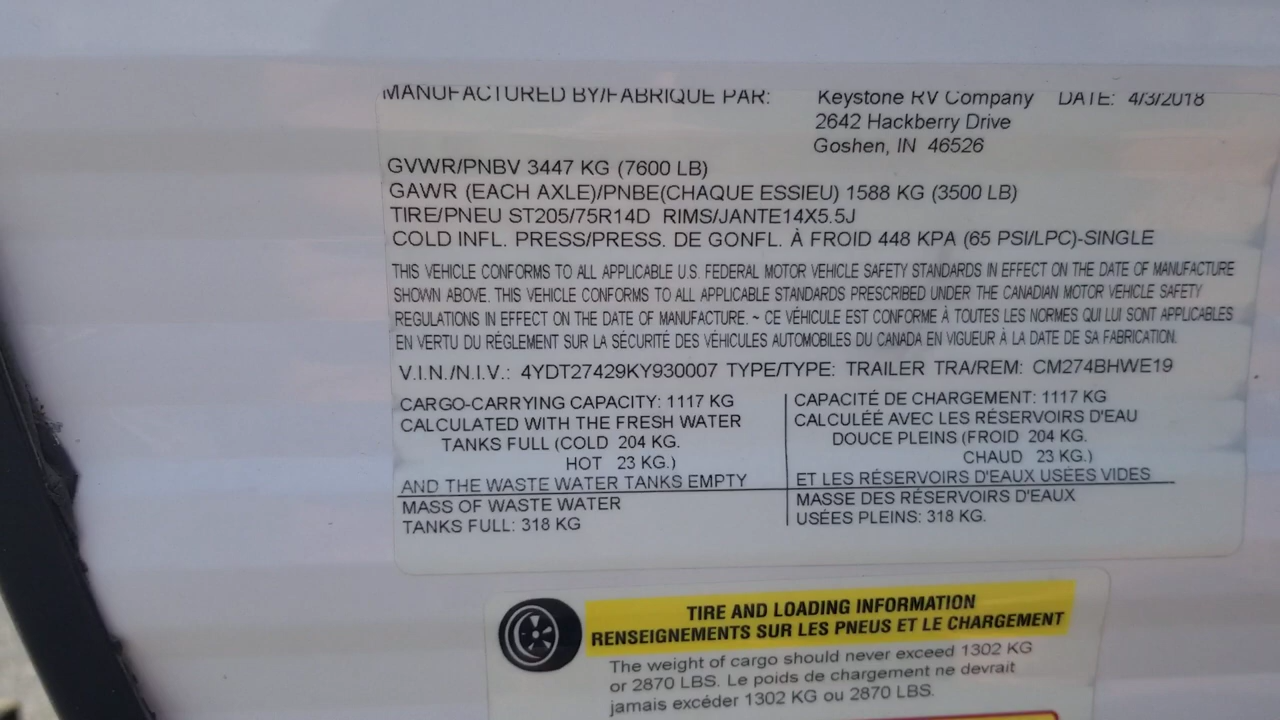 MANUFACTURED BY/FABRIQUE PAR: Keystone RV Company DATE: 4/3/2018
2642 Hackberry Drive
Goshen, IN 46526
GVWR/PNBV 3447 KG (7600 LB)
GAWR (EACH AXLE)/PNBE(CHAQUE ESSIEU) 1588 KG (3500 LB)
TIRE/PNEU ST205/75R14D RIMS/JANTE14X5.5J
COLD INFL. PRESS/PRESS. DE GONFL. À FROID 448 KPA (65 PSI/LPC)-SINGLE
THIS VEHICLE CONFORMS TO ALL APPLICABLE U.S. FEDERAL MOTOR VEHICLE SAFETY STANDARDS IN EFFECT ON THE DATE OF MANUFACTURE
SHOWN ABOVE. THIS VEHICLE CONFORMS TO ALL APPLICABLE STANDARDS PRESCRIBED UNDER THE CANADIAN MOTOR VEHICLE SAFETY
REGULATIONS IN EFFECT ON THE DATE OF MANUFACTURE. ~ CE VÉHICULE EST CONFORME À TOUTES LES NORMES QUI LUI SONT APPLICABLES
EN VERTU DU RÉGLEMENT SUR LA SÉCURITÉ DES VÉHICULES AUTOMOBILES DU CANADA EN VIGUEUR À LA DATE DE SA FABRICATION.
V.I.N./N.I.V.: 4YDT27429KY930007 TYPE/TYPE: TRAILER TRA/REM: CM274BHWE19
CARGO-CARRYING CAPACITY: 1117 KG
CALCULATED WITH THE FRESH WATER
TANKS FULL (COLD 204 KG.
HOT 23 KG.)
AND THE WASTE WATER TANKS EMPTY
MASS OF WASTE WATER
TANKS FULL: 318 KG
CAPACITÉ DE CHARGEMENT: 1117 KG
CALCULÉE AVEC LES RÉSERVOIRS D'EAU
DOUCE PLEINS (FROID 204 KG.
CHAUD 23 KG.)
ET LES RÉSERVOIRS D'EAUX USÉES VIDES
MASSE DES RÉSERVOIRS D'EAUX
USÉES PLEINS: 318 KG.
TIRE AND LOADING INFORMATION
RENSEIGNEMENTS SUR LES PNEUS ET LE CHARGEMENT
The weight of cargo should never exceed 1302 KG
or 2870 LBS. Le poids de chargement ne devrait
jamais excéder 1302 KG ou 2870 LBS.